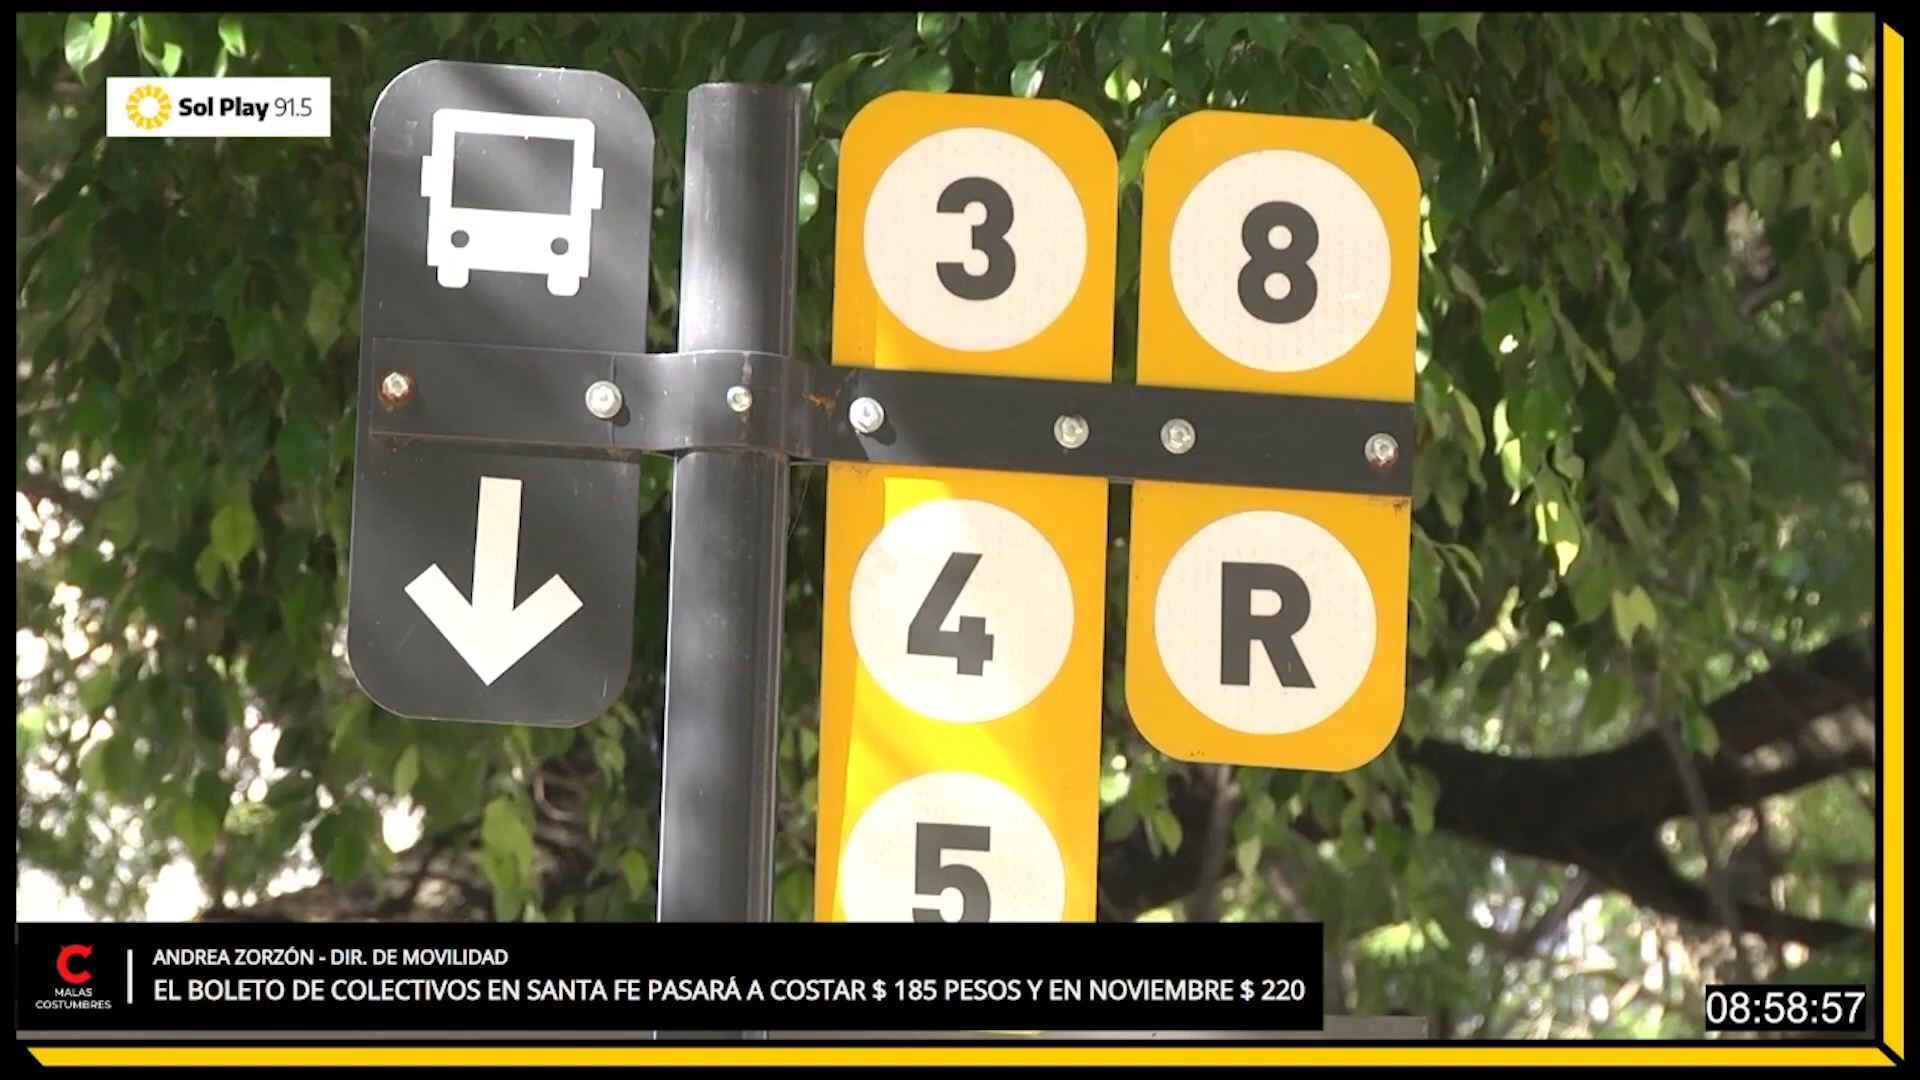 Sol Play 91.5
3
8
4
R
5
ANDREA ZORZÓN - DIR. DE MOVILIDAD
EL BOLETO DE COLECTIVOS EN SANTA FE PASARÁ A COSTAR $ 185 PESOS Y EN NOVIEMBRE $ 220
C
MALAS
COSTUMBRES
08:58:57